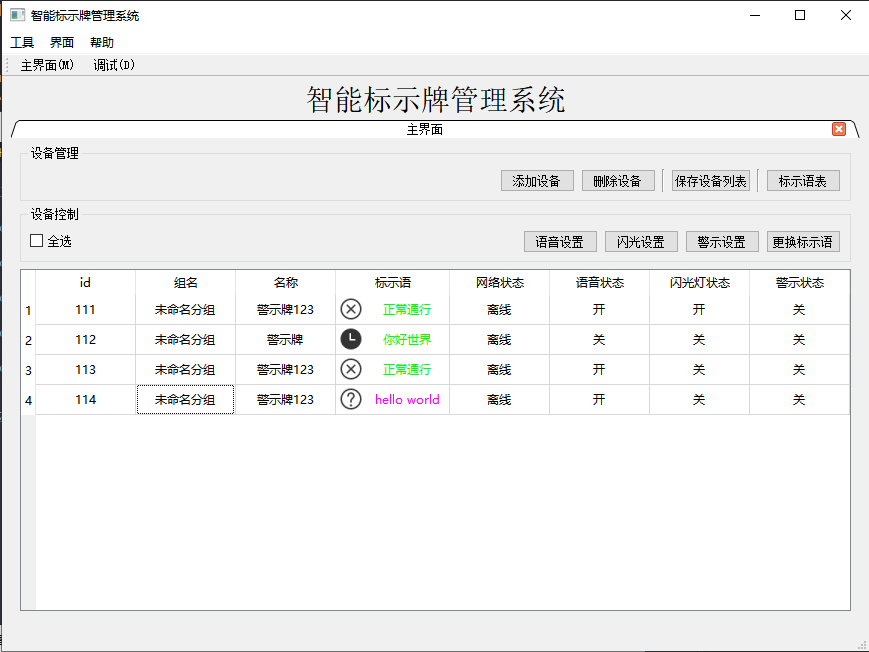 智能标示牌管理系统
工具 界面 帮助
主界面(M) 调试(D)
智能标示牌管理系统
主界面
设备管理
添加设备 删除设备 保存设备列表 标示语表
设备控制
全选 语音设置 闪光设置 警示设置 更换标示语
id 组名 名称 标示语 网络状态 语音状态 闪光灯状态 警示状态
1 111 未命名分组 警示牌123 正常通行 离线 开 开 关
2 112 未命名分组 警示牌 你好世界 离线 关 关 关
3 113 未命名分组 警示牌123 正常通行 离线 开 关 关
4 114 未命名分组 警示牌123 hello world 离线 开 关 关